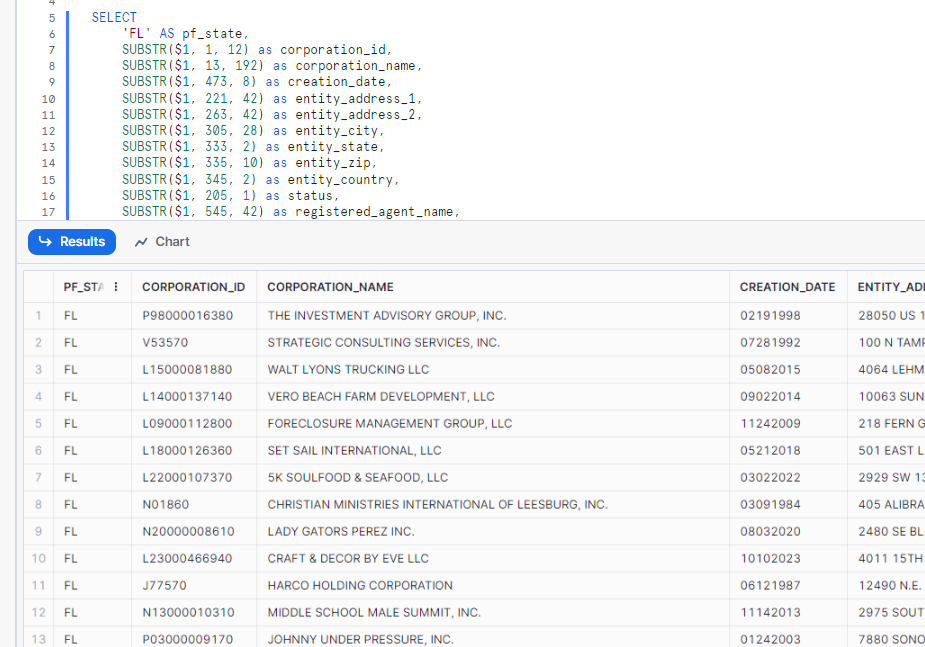 4
5 SELECT
6 'FL' AS pf_state,
7 SUBSTR($1, 1, 12) as corporation_id,
8 SUBSTR($1, 13, 192) as corporation_name,
9 SUBSTR($1, 473, 8) as creation_date,
10 SUBSTR($1, 221, 42) as entity_address_1,
11 SUBSTR($1, 263, 42) as entity_address_2,
12 SUBSTR($1, 305, 28) as entity_city,
13 SUBSTR($1, 333, 2) as entity_state,
14 SUBSTR($1, 335, 10) as entity_zip,
15 SUBSTR($1, 345, 2) as entity_country,
16 SUBSTR($1, 205, 1) as status,
17 SUBSTR($1, 545, 42) as registered_agent_name,
Results Chart
PF_STA CORPORATION_ID CORPORATION_NAME CREATION_DATE ENTITY_ADD
1 FL P98000016380 THE INVESTMENT ADVISORY GROUP, INC. 02191998 28050 US 1
2 FL V53570 STRATEGIC CONSULTING SERVICES, INC. 07281992 100 N TAMP
3 FL L15000081880 WALT LYONS TRUCKING LLC 05082015 4064 LEHM
4 FL L14000137140 VERO BEACH FARM DEVELOPMENT, LLC 09022014 10063 SUN
5 FL L09000112800 FORECLOSURE MANAGEMENT GROUP, LLC 11242009 218 FERN G
6 FL L18000126360 SET SAIL INTERNATIONAL, LLC 05212018 501 EAST L
7 FL L22000107370 5K SOULFOOD & SEAFOOD, LLC 03022022 2929 SW 13
8 FL N01860 CHRISTIAN MINISTRIES INTERNATIONAL OF LEESBURG, INC. 03091984 405 ALIBRA
9 FL N20000008610 LADY GATORS PEREZ INC. 08032020 2480 SE BL
10 FL L23000466940 CRAFT & DECOR BY EVE LLC 10102023 4011 15TH
11 FL J77570 HARCO HOLDING CORPORATION 06121987 12490 N.E.
12 FL N13000010310 MIDDLE SCHOOL MALE SUMMIT, INC. 11142013 2975 SOUT
13 FL P03000009170 JOHNNY UNDER PRESSURE, INC. 01242003 7880 SONO